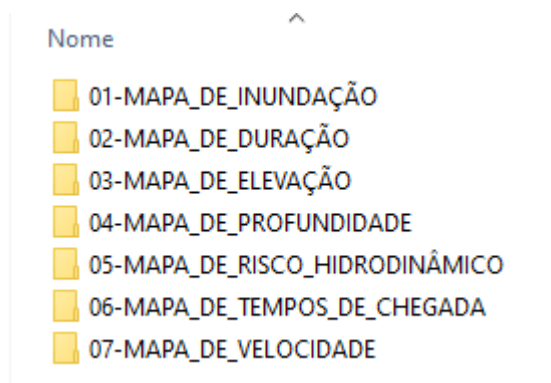 Nome
01-MAPA_DE_INUNDAÇÃO
02-MAPA_DE_DURAÇÃO
03-MAPA_DE_ELEVAÇÃO
04-MAPA_DE_PROFUNDIDADE
05-MAPA_DE_RISCO_HIDRODINÂMICO
06-MAPA_DE_TEMPOS_DE_CHEGADA
07-MAPA_DE_VELOCIDADE